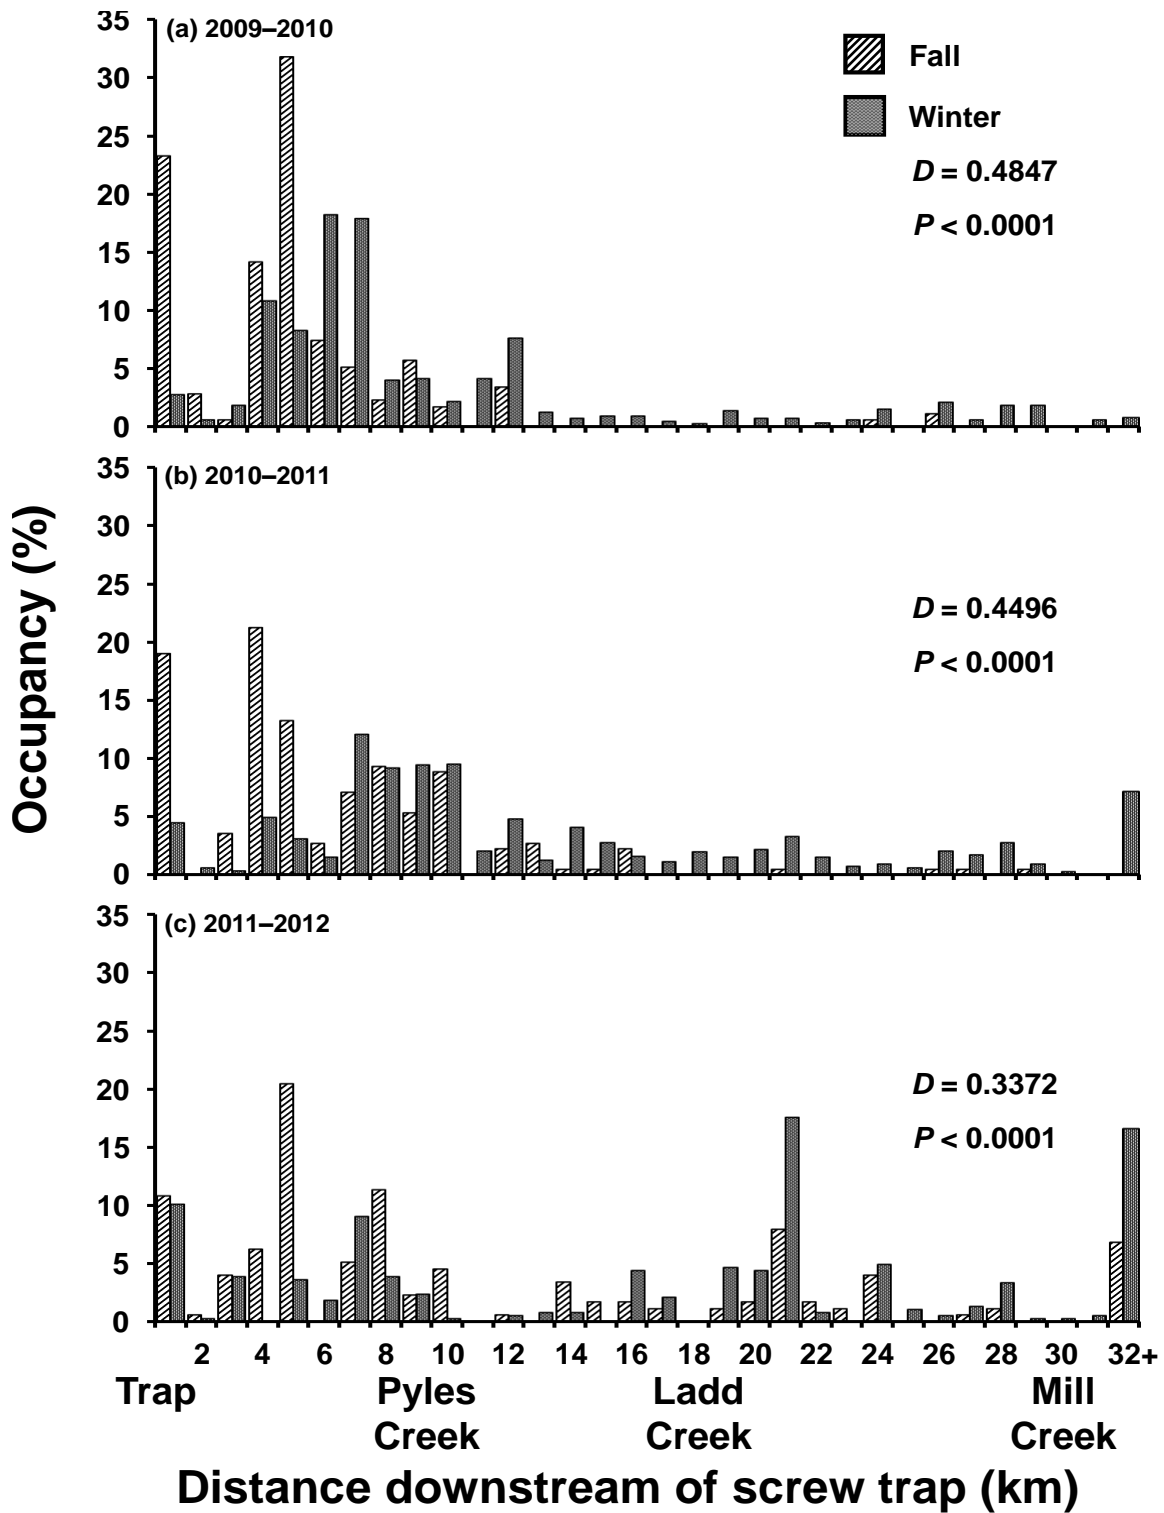 (a) 2009–2010
Fall
Winter
D = 0.4847
P < 0.0001
35
30
25
20
15
10
5
0
(b) 2010–2011
D = 0.4496
P < 0.0001
35
30
25
20
15
10
5
0
Occupancy (%)
(c) 2011–2012
D = 0.3372
P < 0.0001
35
30
25
20
15
10
5
0
2 4 6 8 10 12 14 16 18 20 22 24 26 28 30 32+
Trap Pyles Ladd Mill
Creek Creek Creek
Distance downstream of screw trap (km)